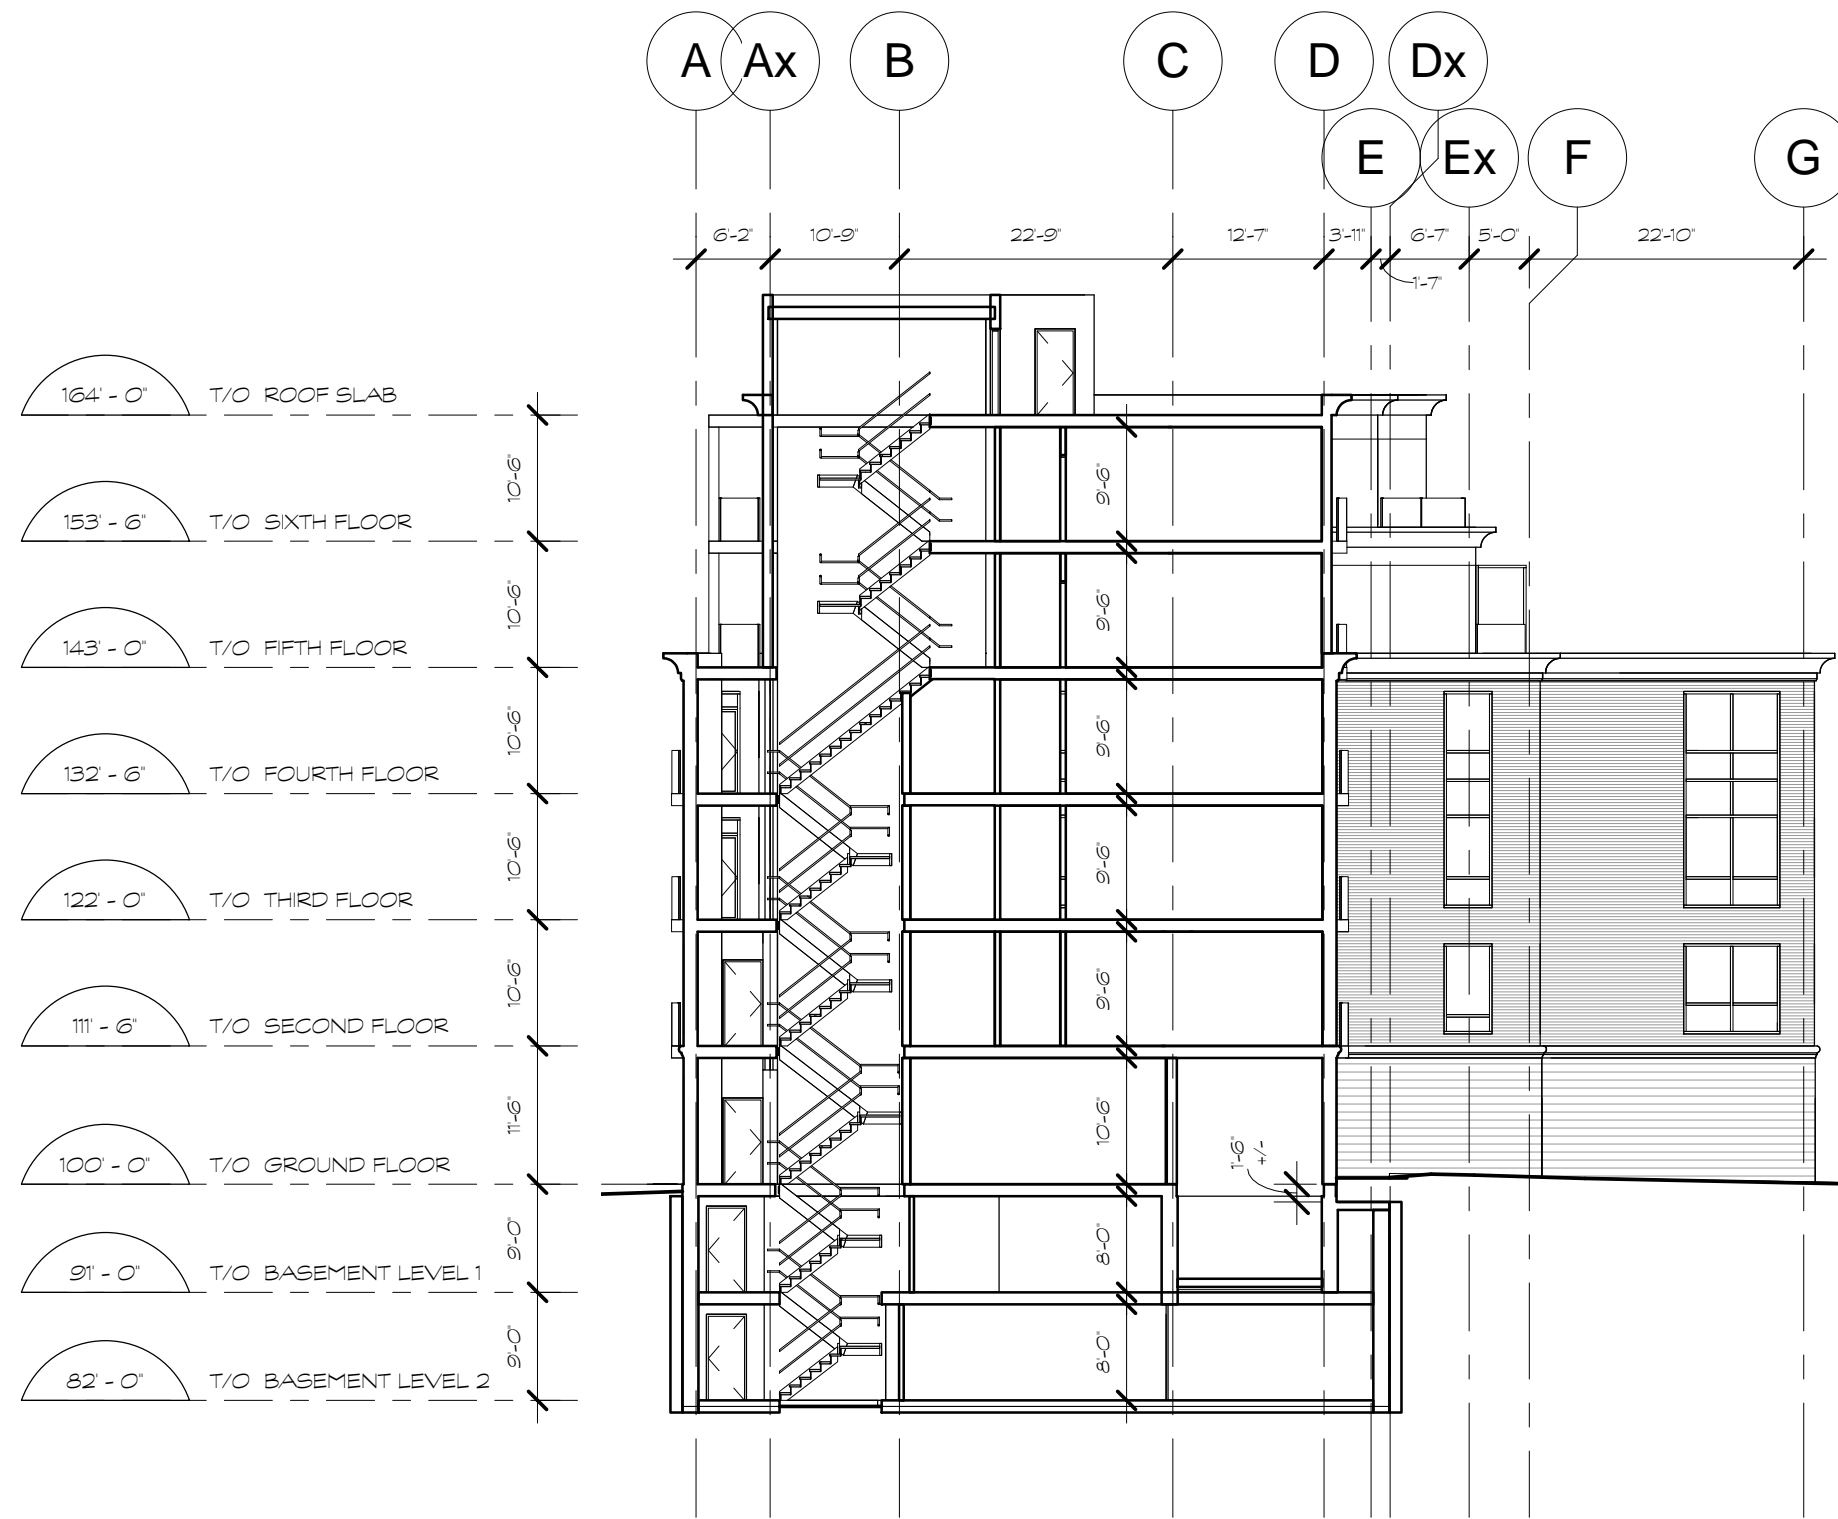 A Ax B C D Dx
E Ex F G
6'-2" 10'-9" 22'-9" 12'-7" 3'-11" 6'-7" 5'-0" 22'-10"
1'-7"
164' - 0" T/O ROOF SLAB
10'-6" 9'-6"
153' - 6" T/O SIXTH FLOOR
10'-6" 9'-6"
143' - 0" T/O FIFTH FLOOR
10'-6" 9'-6"
132' - 6" T/O FOURTH FLOOR
10'-6" 9'-6"
122' - 0" T/O THIRD FLOOR
10'-6" 9'-6"
111' - 6" T/O SECOND FLOOR
11'-6" 10'-6" 1'-6"
+/-
100' - 0" T/O GROUND FLOOR
9'-0" 8'-0"
91' - 0" T/O BASEMENT LEVEL 1
9'-0" 8'-0"
82' - 0" T/O BASEMENT LEVEL 2